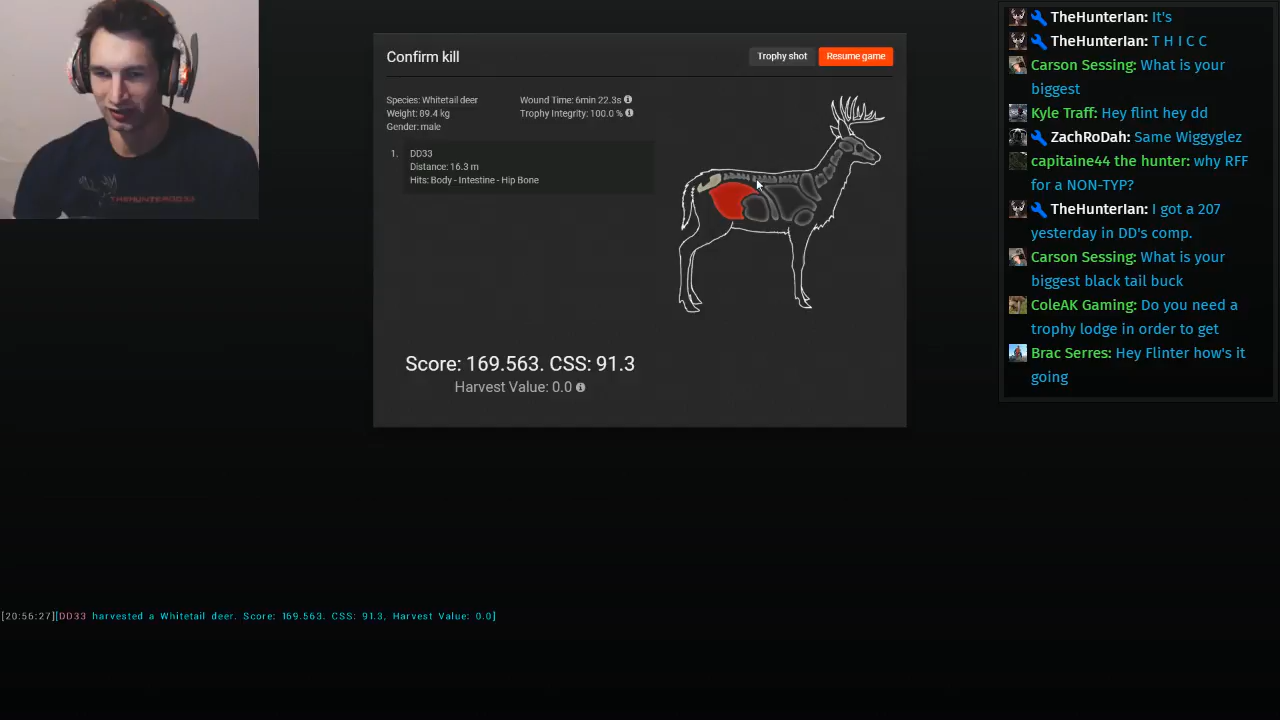 TheHunterIan: It's
TheHunterIan: T H I C C
Carson Sessing: What is your
biggest
Kyle Traff: Hey flint hey dd
ZachRoDah: Same Wiggyglez
capitaine44 the hunter: why RFF
for a NON-TYP?
TheHunterIan: I got a 207
yesterday in DD's comp.
Carson Sessing: What is your
biggest black tail buck
ColeAK Gaming: Do you need a
trophy lodge in order to get
Brac Serres: Hey Flinter how's it
going
Confirm kill
Trophy shot
Resume game
Species: Whitetail deer
Weight: 89.4 kg
Gender: male
Wound Time: 6min 22.3s
Trophy Integrity: 100.0 %
1. DD33
Distance: 16.3 m
Hits: Body - Intestine - Hip Bone
Score: 169.563. CSS: 91.3
Harvest Value: 0.0
THEHUNTERDD33
[20:56:27][DD33 harvested a Whitetail deer. Score: 169.563. CSS: 91.3, Harvest Value: 0.0]